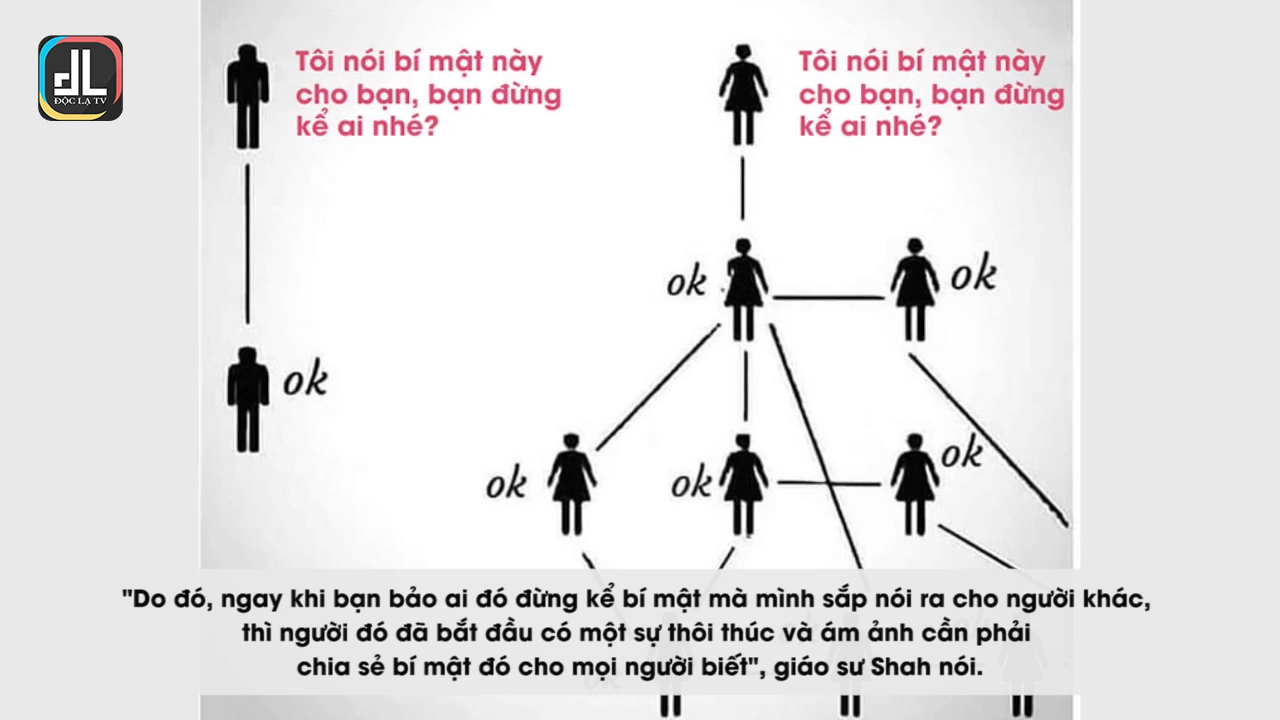 ĐỘC LẠ TV
Tôi nói bí mật này
cho bạn, bạn đừng
kể ai nhé?
Tôi nói bí mật này
cho bạn, bạn đừng
kể ai nhé?
ok
ok
ok
ok
ok
ok
"Do đó, ngay khi bạn bảo ai đó đừng kể bí mật mà mình sắp nói ra cho người khác,
thì người đó đã bắt đầu có một sự thôi thúc và ám ảnh cần phải
chia sẻ bí mật đó cho mọi người biết", giáo sư Shah nói.